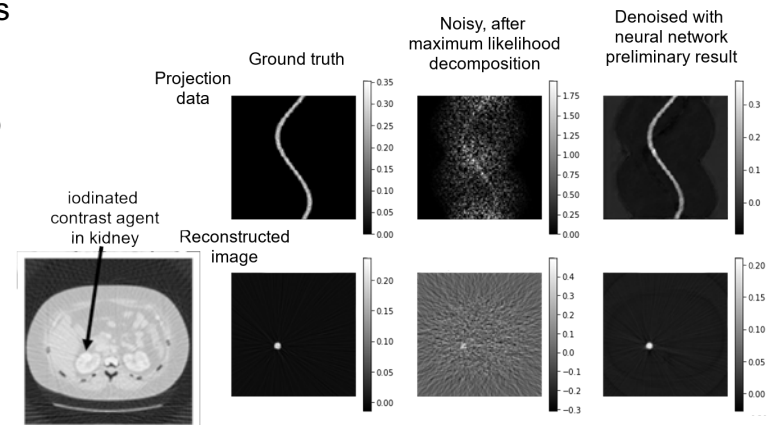 s
Ground truth
Noisy, after
maximum likelihood
decomposition
Denoised with
neural network
preliminary result
Projection
data
0.35
0.30
0.25
0.20
0.15
0.10
0.05
0.00
1.75
1.50
1.25
1.00
0.75
0.50
0.25
0.00
0.3
0.2
0.1
0.0
iodinated
contrast agent
in kidney
Reconstructed
image
0.20
0.15
0.10
0.05
0.00
0.4
0.3
0.2
0.1
0.0
−0.1
−0.2
−0.3
0.20
0.15
0.10
0.05
0.00